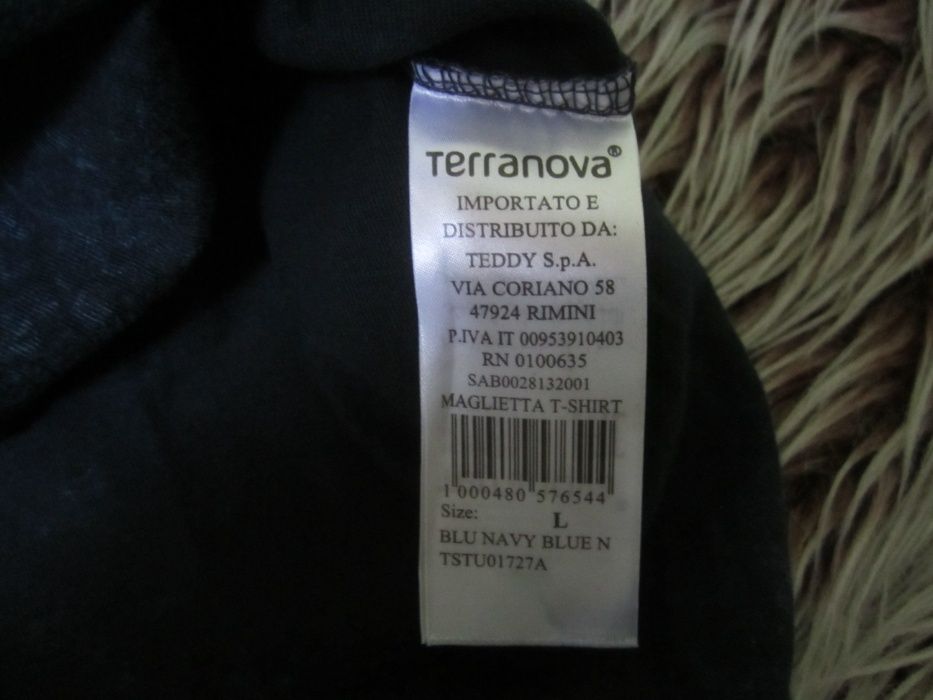 Terranova®
IMPORTATO E
DISTRIBUITO DA:
TEDDY S.p.A.
VIA CORIANO 58
47924 RIMINI
P.IVA IT 00953910403
RN 0100635
SAB0028132001
MAGLIETTA T-SHIRT
1 000480 576544
Size: L
BLU NAVY BLUE N
TSTU01727A